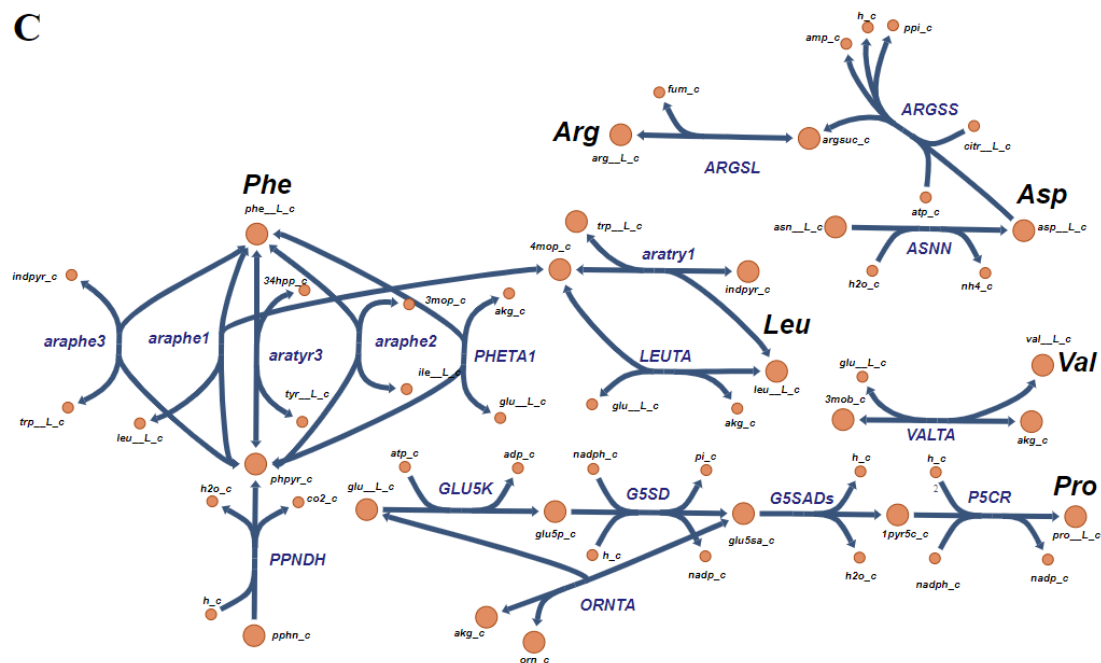 C
h_c
amp_c
ppi_c
fum_c
ARGSS
Arg
arg__L_c
argsuc_c
citr__L_c
ARGSL
Phe
phe__L_c
atp_c
Asp
trp__L_c
asn__L_c
asp__L_c
4mop_c
aratry1
ASNN
indpyr_c
34hpp_c
3mop_c
akg_c
indpyr_c
h2o_c
nh4_c
araphe3
araphe1
aratyr3
araphe2
PHETA1
Leu
LEUTA
val__L_c
glu__L_c
Val
ile__L_c
leu__L_c
tyr__L_c
glu__L_c
3mob_c
trp__L_c
leu__L_c
glu__L_c
akg_c
VALTA
akg_c
phpyr_c
atp_c
adp_c
nadph_c
pi_c
h_c
h_c
h2o_c
co2_c
glu__L_c
GLU5K
G5SD
G5SADs
2
P5CR
Pro
glu5p_c
glu5sa_c
1pyr5c_c
pro__L_c
PPNDH
h_c
nadp_c
h2o_c
nadph_c
nadp_c
h_c
ORNTA
pphn_c
akg_c
orn_c